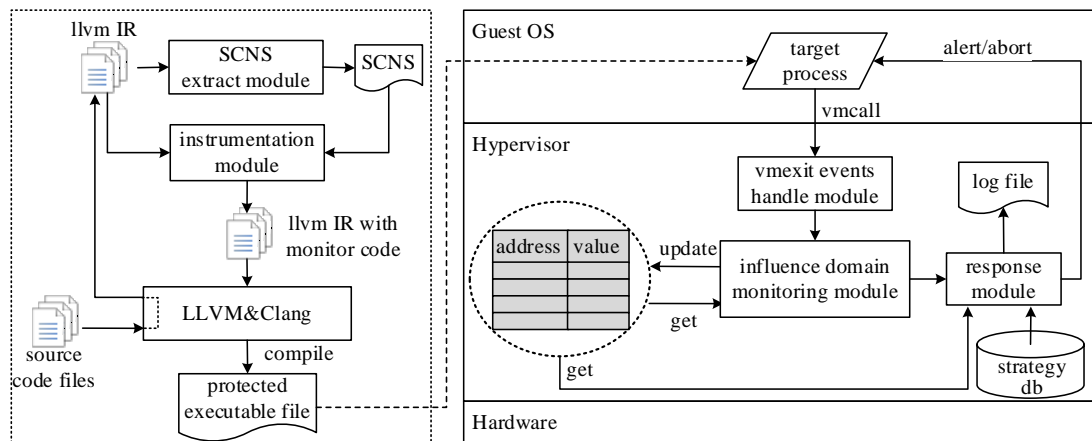 llvm IR
SCNS
extract module
SCNS
instrumentation
module
llvm IR with
monitor code
LLVM&Clang
source
code files
compile
protected
executable file
Guest OS
target
process
alert/abort
vmcall
Hypervisor
vmexit events
handle module
log file
address
value
update
get
influence domain
monitoring module
response
module
get
strategy
db
Hardware